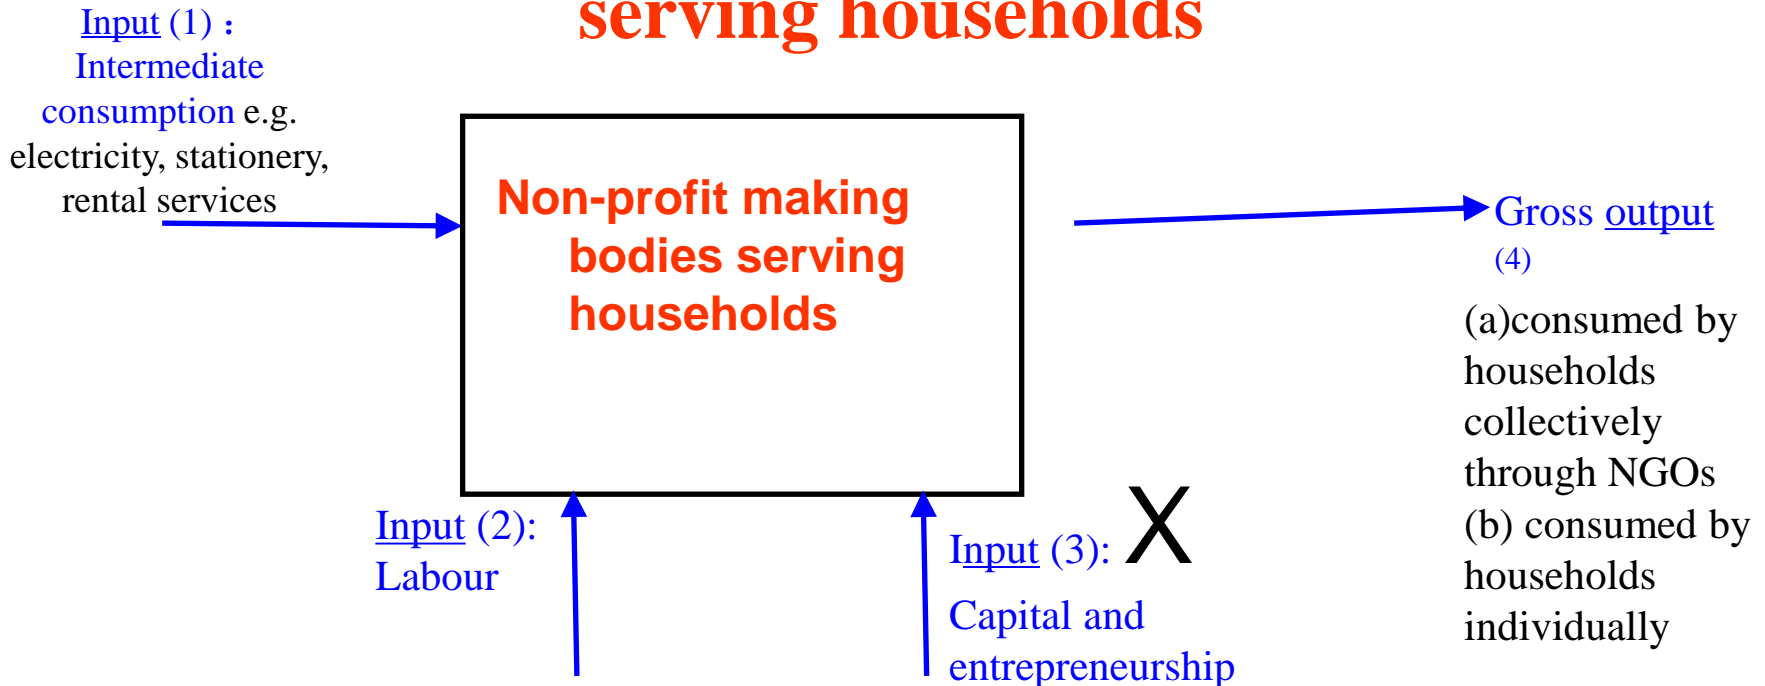 serving households
Input (1) :
Intermediate
consumption e.g.
electricity, stationery,
rental services
Non-profit making
bodies serving
households
Gross output
(4)
(a)consumed by
households
collectively
through NGOs
(b) consumed by
households
individually
Input (2):
Labour
Input (3): X
Capital and
entrepreneurship